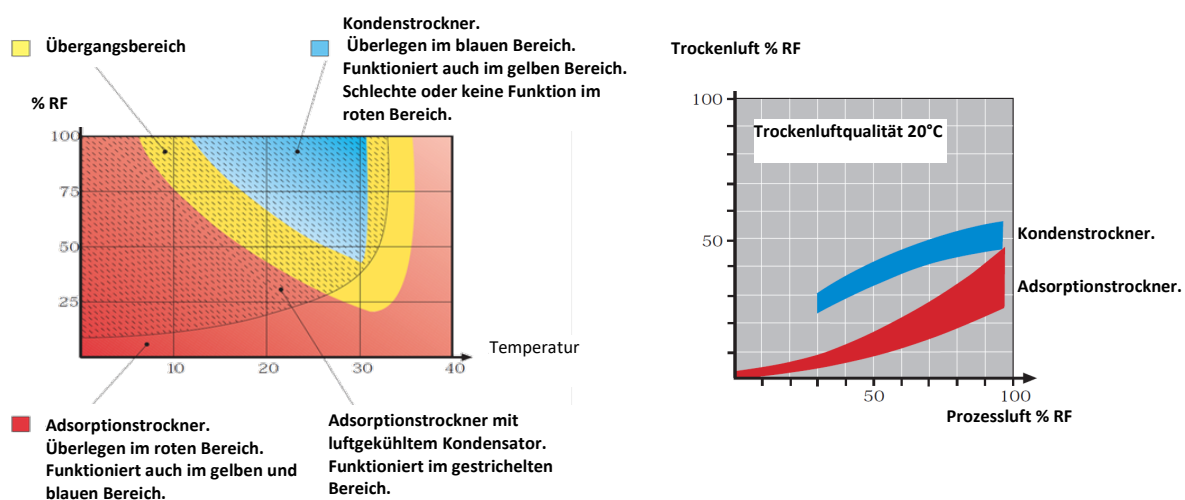 Übergangsbereich
Kondenstrockner.
Überlegen im blauen Bereich.
Funktioniert auch im gelben Bereich.
Schlechte oder keine Funktion im
roten Bereich.
% RF
100
75
50
25
10
20
30
40
Temperatur
Adsorptionstrockner.
Überlegen im roten Bereich.
Funktioniert auch im gelben und
blauen Bereich.
Adsorptionstrockner mit
luftgekühltem Kondensator.
Funktioniert im gestrichelten
Bereich.
Trockenluft % RF
100
Trockenluftqualität 20°C
50
Kondenstrockner.
Adsorptionstrockner.
50
100
Prozessluft % RF